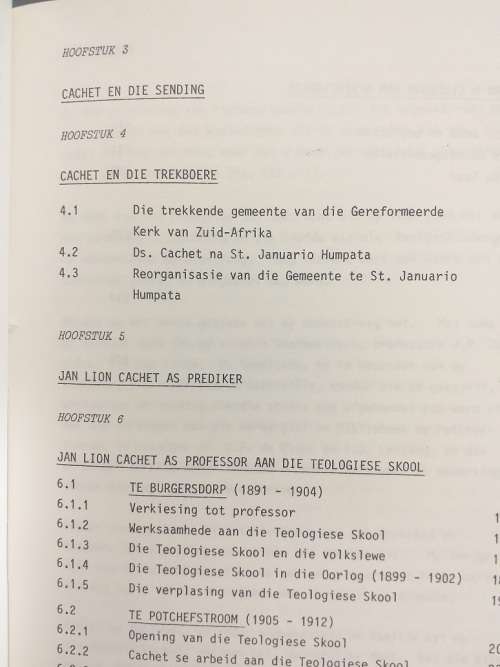 HOOFSTUK 3
CACHET EN DIE SENDING
HOOFSTUK 4
CACHET EN DIE TREKBOERE
4.1 Die trekkende gemeente van die Gereformeerde
Kerk van Zuid-Afrika
4.2 Ds. Cachet na St. Januario Humpata
4.3 Reorganisasie van die Gemeente te St. Januario
Humpata
HOOFSTUK 5
JAN LION CACHET AS PREDIKER
HOOFSTUK 6
JAN LION CACHET AS PROFESSOR AAN DIE TEOLOGIESE SKOOL
6.1 TE BURGERSDORP (1891 - 1904)
6.1.1 Verkiesing tot professor
6.1.2 Werksaamhede aan die Teologiese Skool
6.1.3 Die Teologiese Skool en die volkslewe
6.1.4 Die Teologiese Skool in die Oorlog (1899 - 1902)
6.1.5 Die verplasing van die Teologiese Skool
6.2 TE POTCHEFSTROOM (1905 - 1912)
6.2.1 Opening van die Teologiese Skool
6.2.2 Cachet se arbeid aan die Teologiese Skool